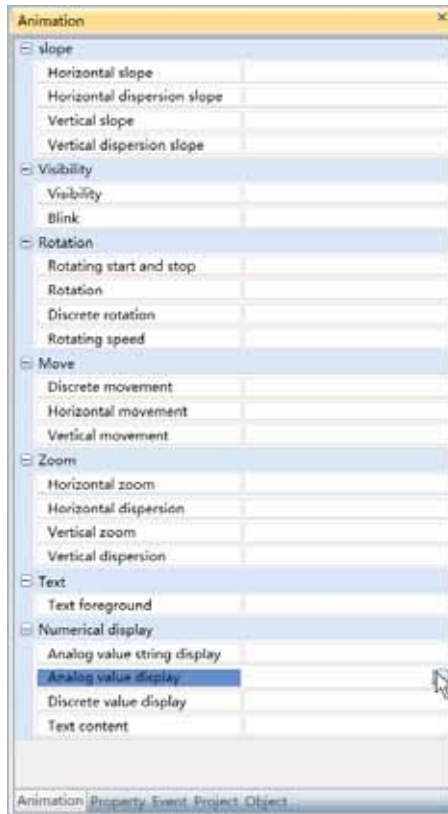 Animation
slope
Horizontal slope
Horizontal dispersion slope
Vertical slope
Vertical dispersion slope
Visibility
Visibility
Blink
Rotation
Rotating start and stop
Rotation
Discrete rotation
Rotating speed
Move
Discrete movement
Horizontal movement
Vertical movement
Zoom
Horizontal zoom
Horizontal dispersion
Vertical zoom
Vertical dispersion
Text
Text foreground
Numerical display
Analog value string display
Analog value display
Discrete value display
Text content
Animation Property Event Project Object